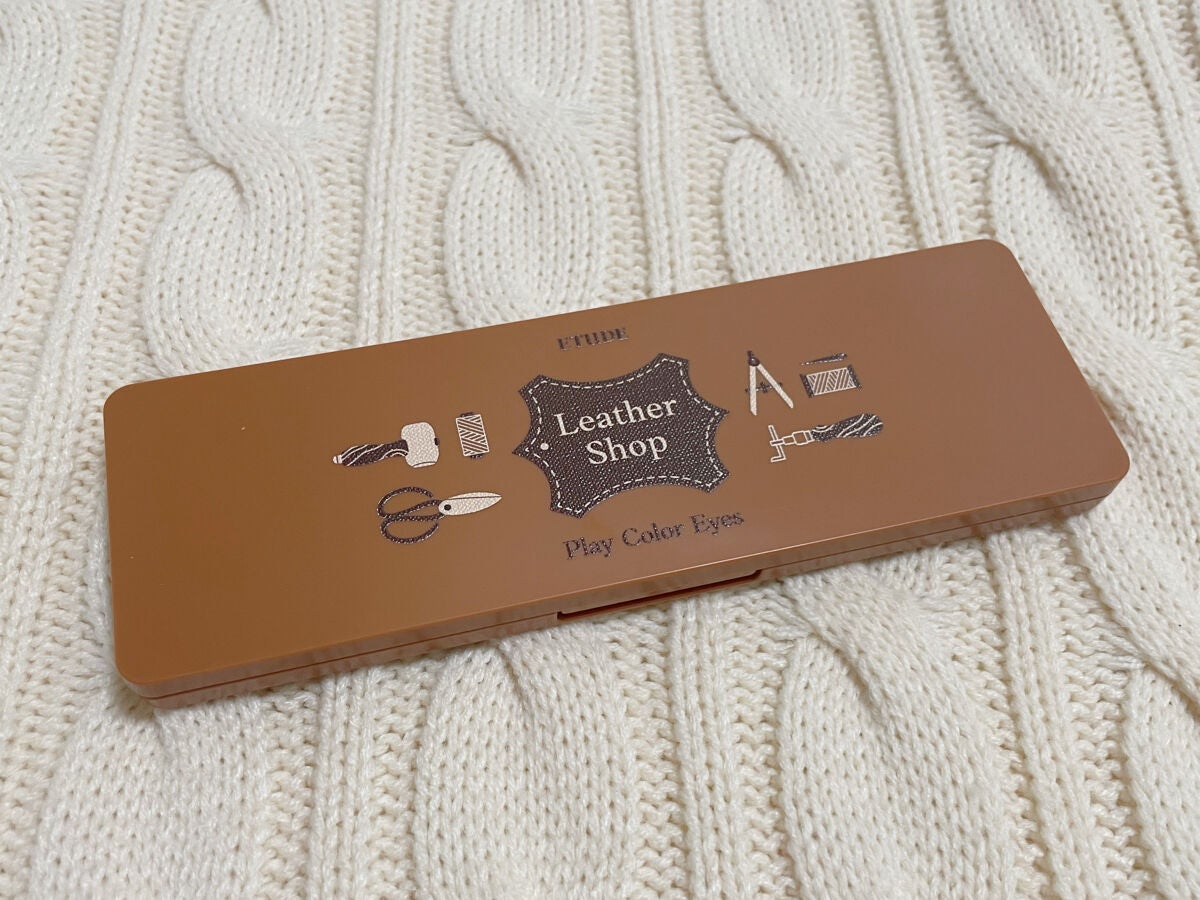 ETUDE
Leather
Shop
Play Color Eyes